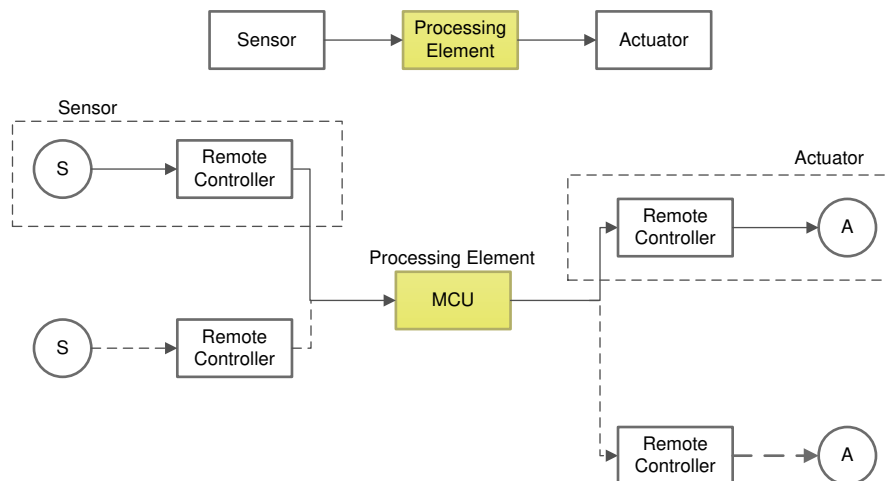 Sensor
Processing
Element
Actuator
Sensor
S
Remote
Controller
Actuator
Remote
Controller
A
Processing Element
MCU
S
Remote
Controller
Remote
Controller
A